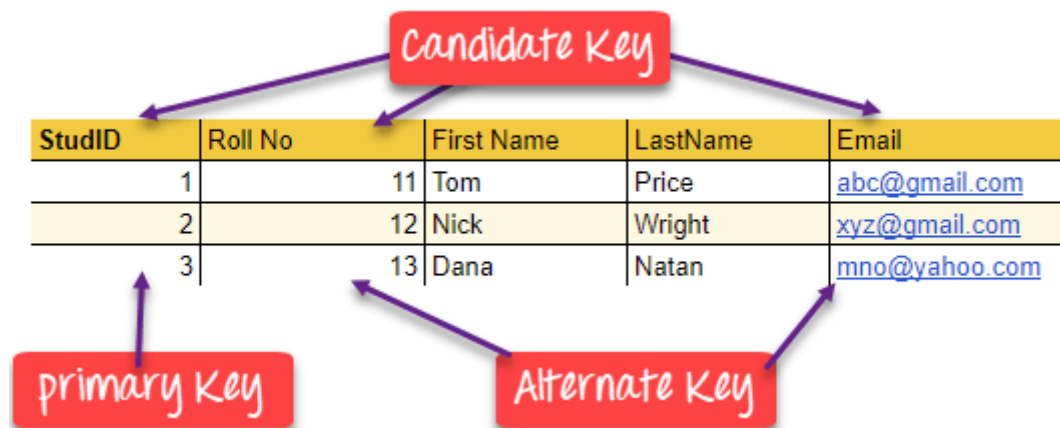 Candidate Key
StudID Roll No First Name LastName Email
1 11 Tom Price abc@gmail.com
2 12 Nick Wright xyz@gmail.com
3 13 Dana Natan mno@yahoo.com
primary Key Alternate Key